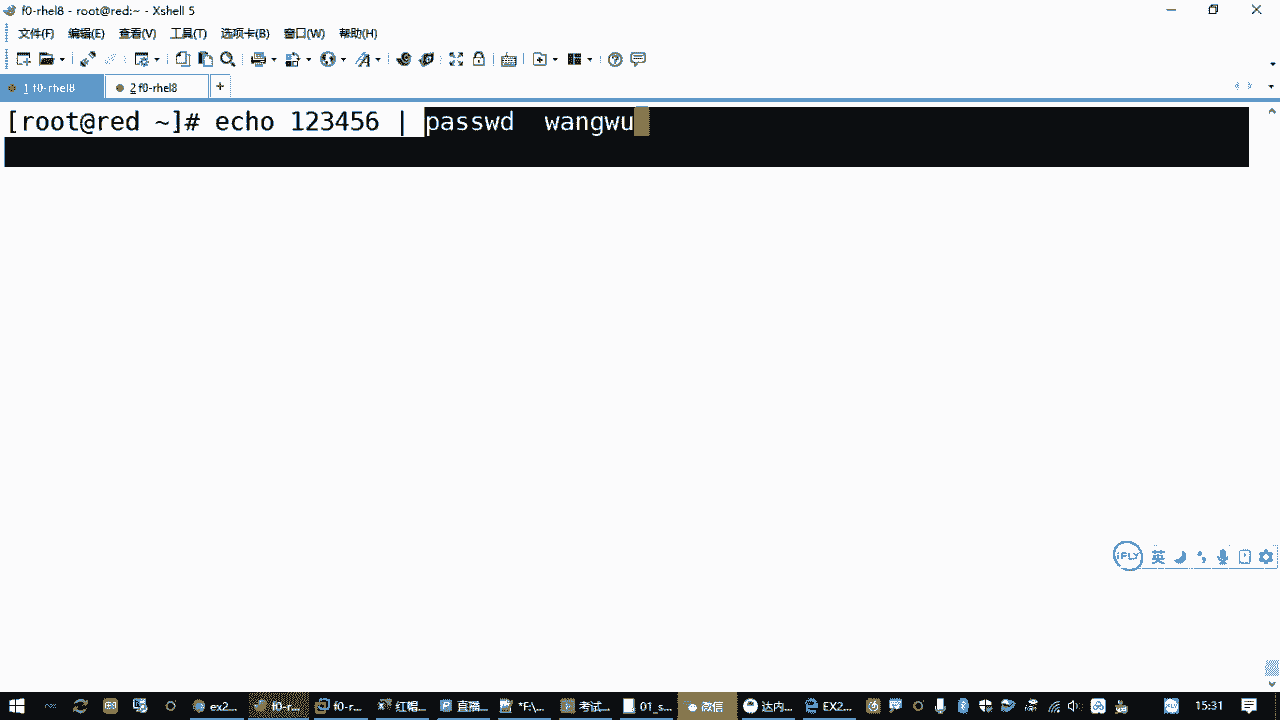 f0-rhel8 - root@red:~ - Xshell 5
文件(F) 编辑(E) 查看(V) 工具(T) 选项卡(B) 窗口(W) 帮助(H)
1 f0-rhel8 2 f0-rhel8 +
[root@red ~]# echo 123456 | passwd  wangwu
iFLY 英
ex2... f0-r... f0-r... 红帽... 直播... *F:\... 考试... 01_s... 微信 达内... EX2... 15:31